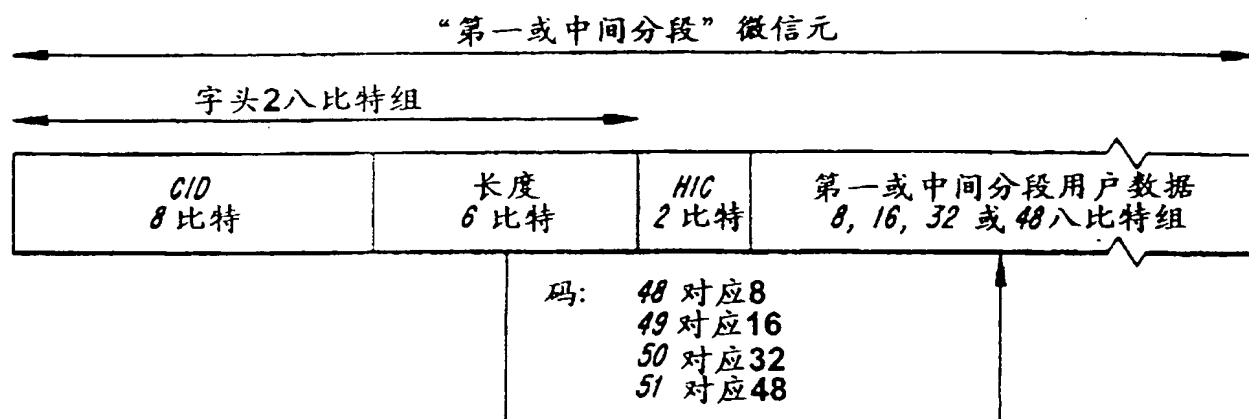 “第一或中间分段”微信元
字头2八比特组
CID
8 比特
长度
6 比特
HIC
2 比特
第一或中间分段用户数据
8, 16, 32 或 48八比特组
码: 48 对应8
49 对应16
50 对应32
51 对应48